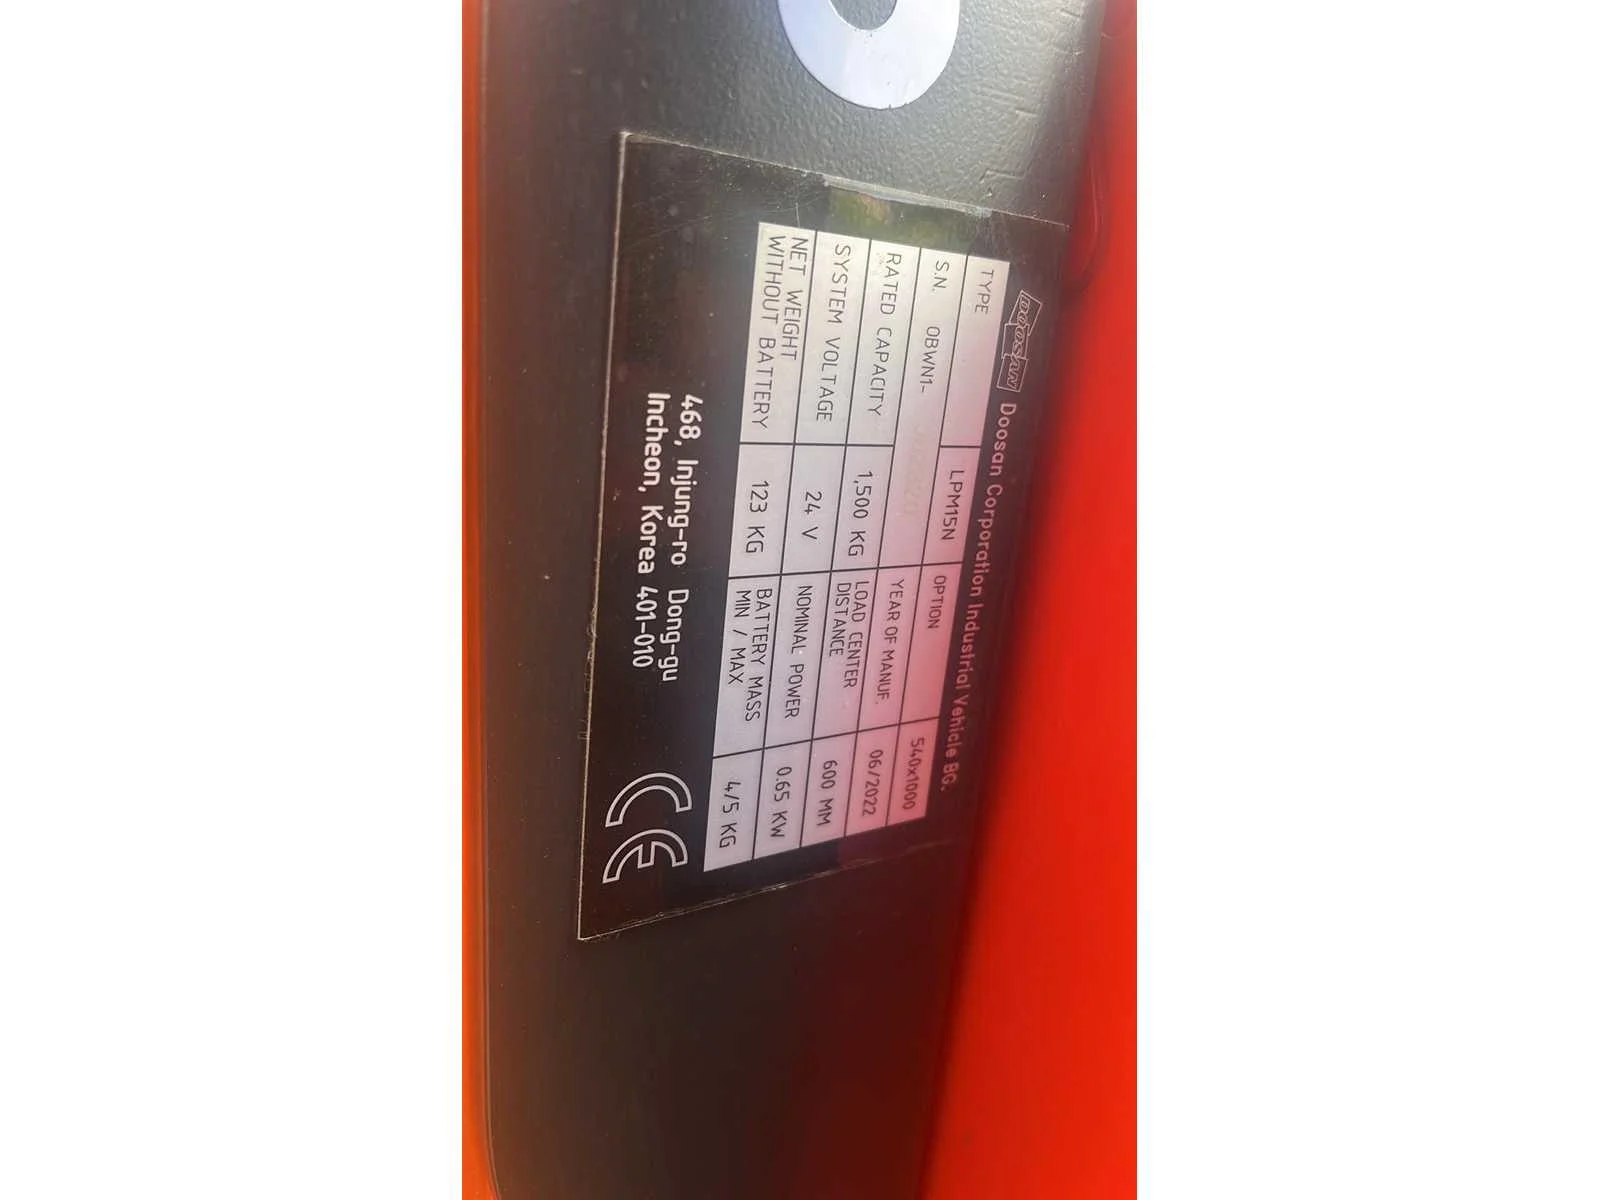 DOOSAN Doosan Corporation Industrial Vehicle BG.
TYPE LPM15N OPTION 540x1000
S.N. 0BWN1- YEAR OF MANUF. 06/2022
RATED CAPACITY 1,500 KG LOAD CENTER DISTANCE 600 MM
SYSTEM VOLTAGE 24 V NOMINAL POWER 0.65 KW
NET WEIGHT WITHOUT BATTERY 123 KG BATTERY MASS MIN / MAX 4/5 KG
468, Injung-ro Dong-gu
Incheon, Korea 401-010
CE